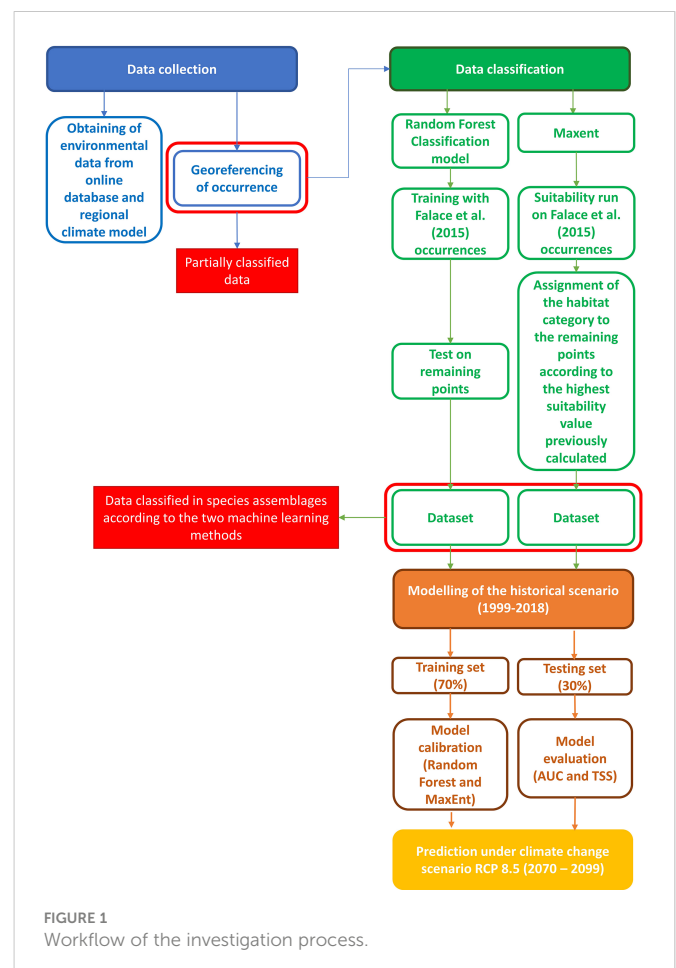 Data collection
Obtaining of
environmental
data from
online
database and
regional
climate model
Georeferencing
of occurrence
Partially classified
data
Data classification
Random Forest
Classification
model
Maxent
Training with
Falace et al.
(2015)
occurrences
Suitability run
on Falace et al.
(2015)
occurrences
Test on
remaining
points
Assignment of
the habitat
category to
the remaining
points
according to
the highest
suitability
value
previously
calculated
Data classified in species assemblages
according to the two machine learning
methods
Dataset
Dataset
Modelling of the historical scenario
(1999-2018)
Training set
(70%)
Testing set
(30%)
Model
calibration
(Random
Forest and
MaxEnt)
Model
evaluation
(AUC and TSS)
Prediction under climate change
scenario RCP 8.5 (2070 – 2099)
FIGURE 1
Workflow of the investigation process.